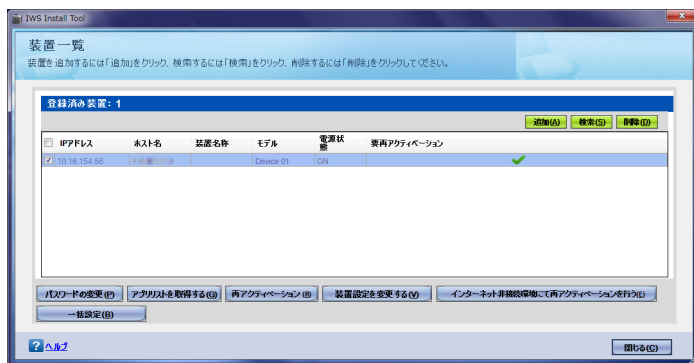 IWS Install Tool
装置一覧
装置を追加するには「追加」をクリック、検索するには「検索」をクリック、削除するには「削除」をクリックしてください。
登録済み装置: 1
追加(A) 検索(S) 削除(D)
IPアドレス ホスト名 装置名称 モデル 電源状態 要再アクティベーション
10.16.154.56 Device 01 ON
パスワードの変更(P) アプリリストを取得する(G) 再アクティベーション(R) 装置設定を変更する(V) インターネット非接続環境にて再アクティベーションを行う(E)
一括設定(B)
? ヘルプ 閉じる(C)